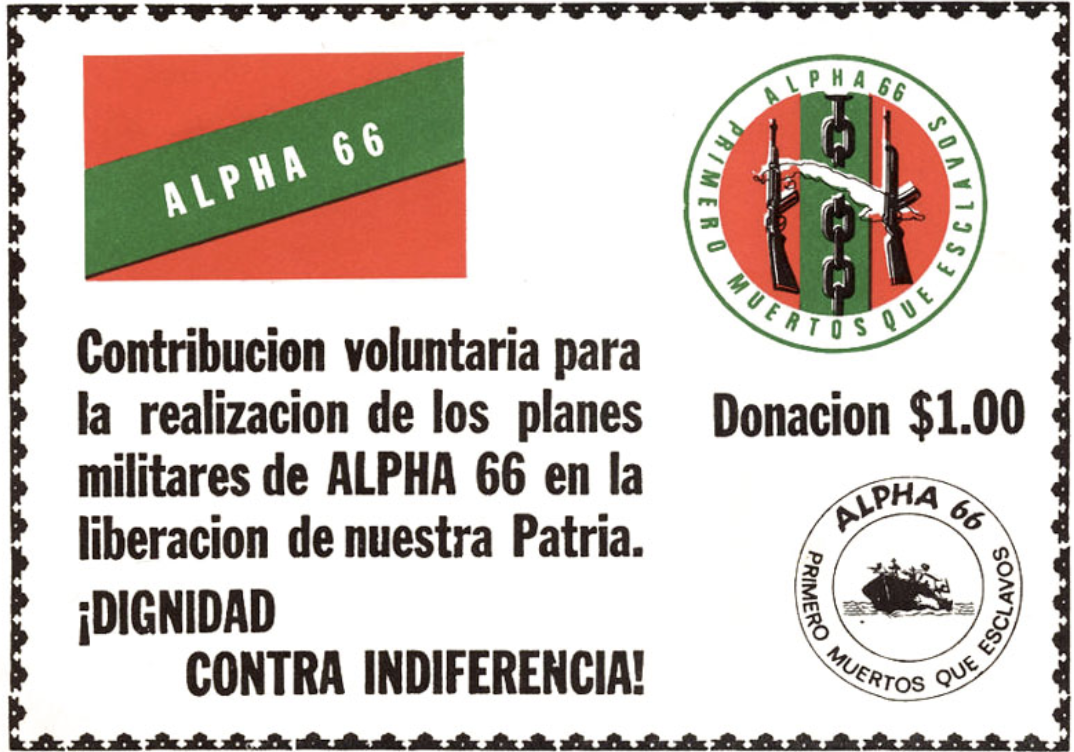 ALPHA 66
ALPHA 66
PRIMERO MUERTOS QUE ESCLAVOS
Contribucion voluntaria para
la realizacion de los planes
militares de ALPHA 66 en la
liberacion de nuestra Patria.
¡DIGNIDAD
CONTRA INDIFERENCIA!
Donacion $1.00
ALPHA 66
PRIMERO MUERTOS QUE ESCLAVOS